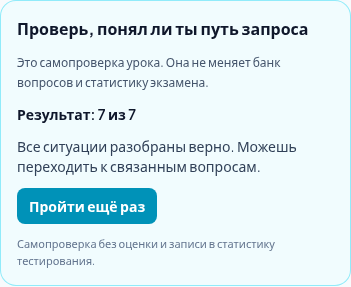 Проверь, понял ли ты путь запроса
Это самопроверка урока. Она не меняет банк
вопросов и статистику экзамена.
Результат: 7 из 7
Все ситуации разобраны верно. Можешь
переходить к связанным вопросам.
Пройти ещё раз
Самопроверка без оценки и записи в статистику
тестирования.